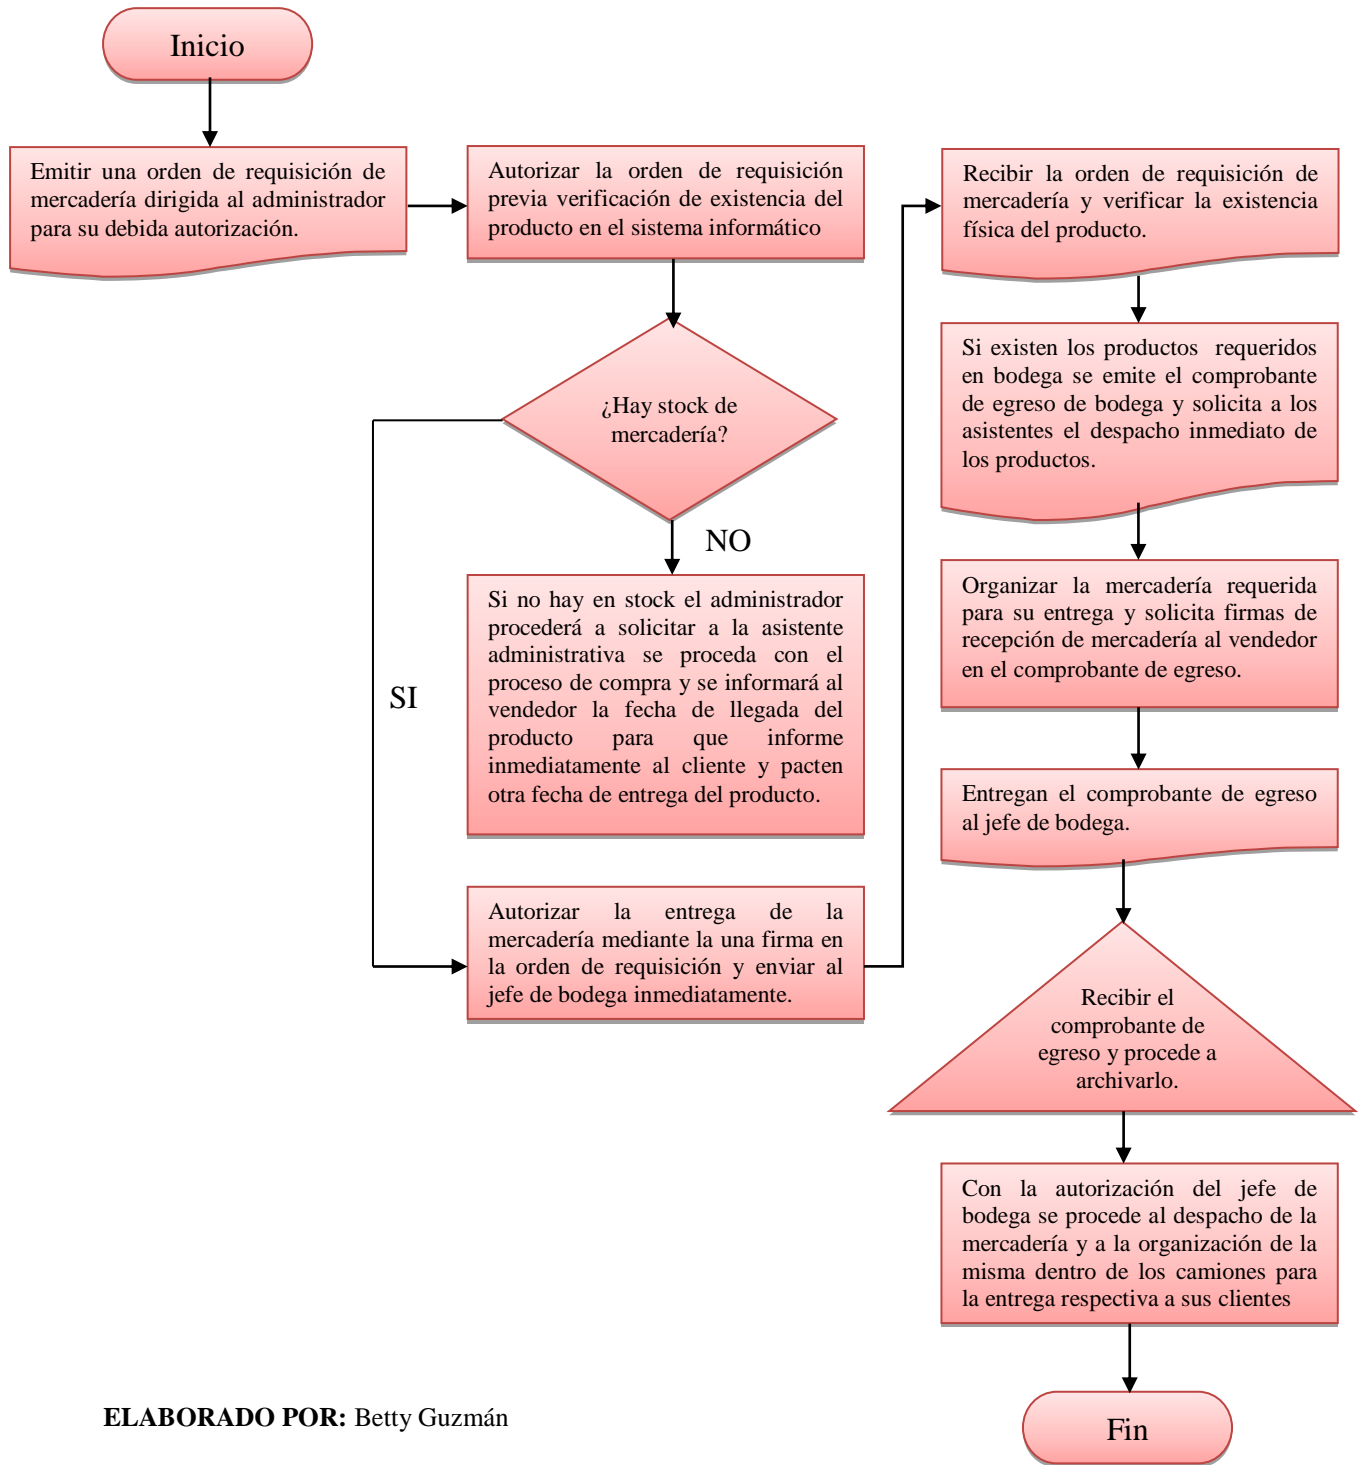 Inicio
Emitir una orden de requisición de
mercadería dirigida al administrador
para su debida autorización.
Autorizar la orden de requisición
previa verificación de existencia del
producto en el sistema informático
¿Hay stock de
mercadería?
NO
Si no hay en stock el administrador
procederá a solicitar a la asistente
administrativa se proceda con el
proceso de compra y se informará al
vendedor la fecha de llegada del
producto para que informe
inmediatamente al cliente y pacten
otra fecha de entrega del producto.
SI
Autorizar la entrega de la
mercadería mediante la una firma en
la orden de requisición y enviar al
jefe de bodega inmediatamente.
Recibir la orden de requisición de
mercadería y verificar la existencia
física del producto.
Si existen los productos requeridos
en bodega se emite el comprobante
de egreso de bodega y solicita a los
asistentes el despacho inmediato de
los productos.
Organizar la mercadería requerida
para su entrega y solicita firmas de
recepción de mercadería al vendedor
en el comprobante de egreso.
Entregan el comprobante de egreso
al jefe de bodega.
Recibir el
comprobante de
egreso y procede a
archivarlo.
Con la autorización del jefe de
bodega se procede al despacho de la
mercadería y a la organización de la
misma dentro de los camiones para
la entrega respectiva a sus clientes
Fin
ELABORADO POR: Betty Guzmán